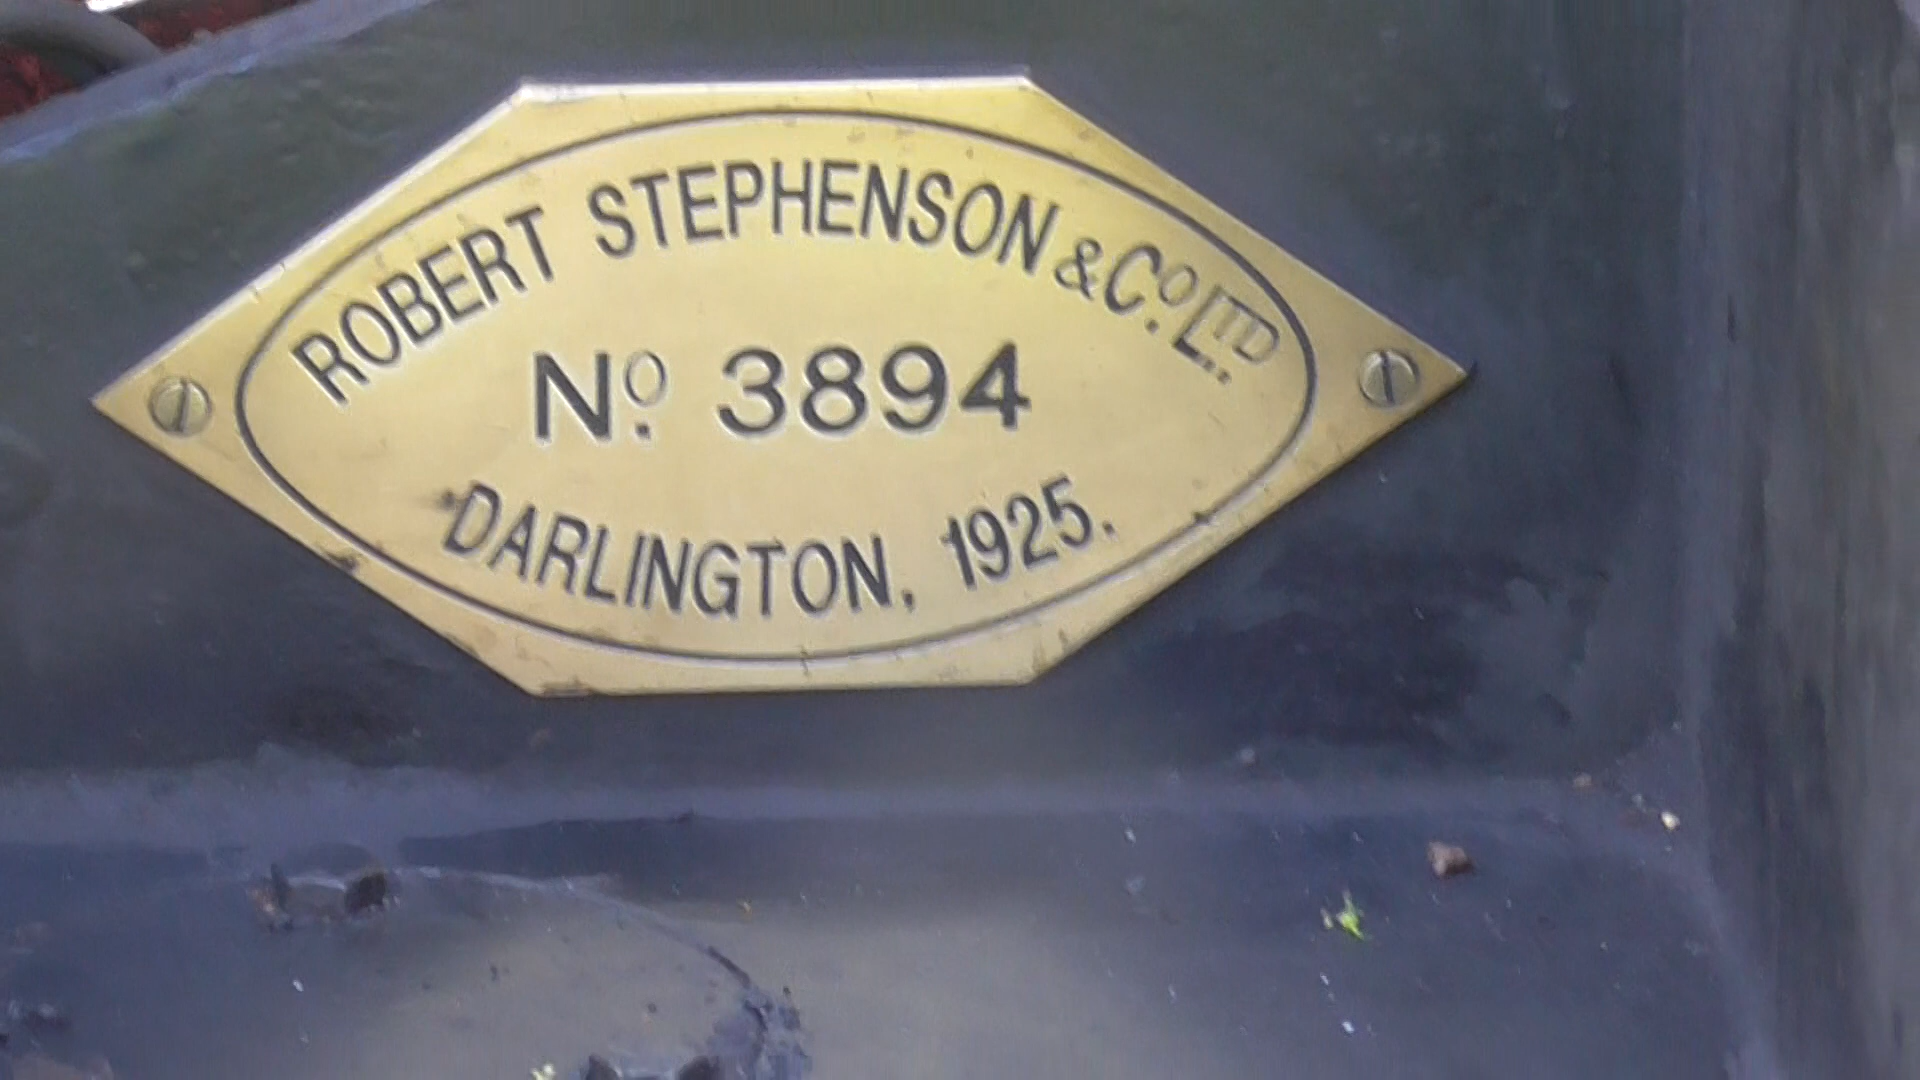 ROBERT STEPHENSON & Cº. LTD.
Nº. 3894
DARLINGTON, 1925.